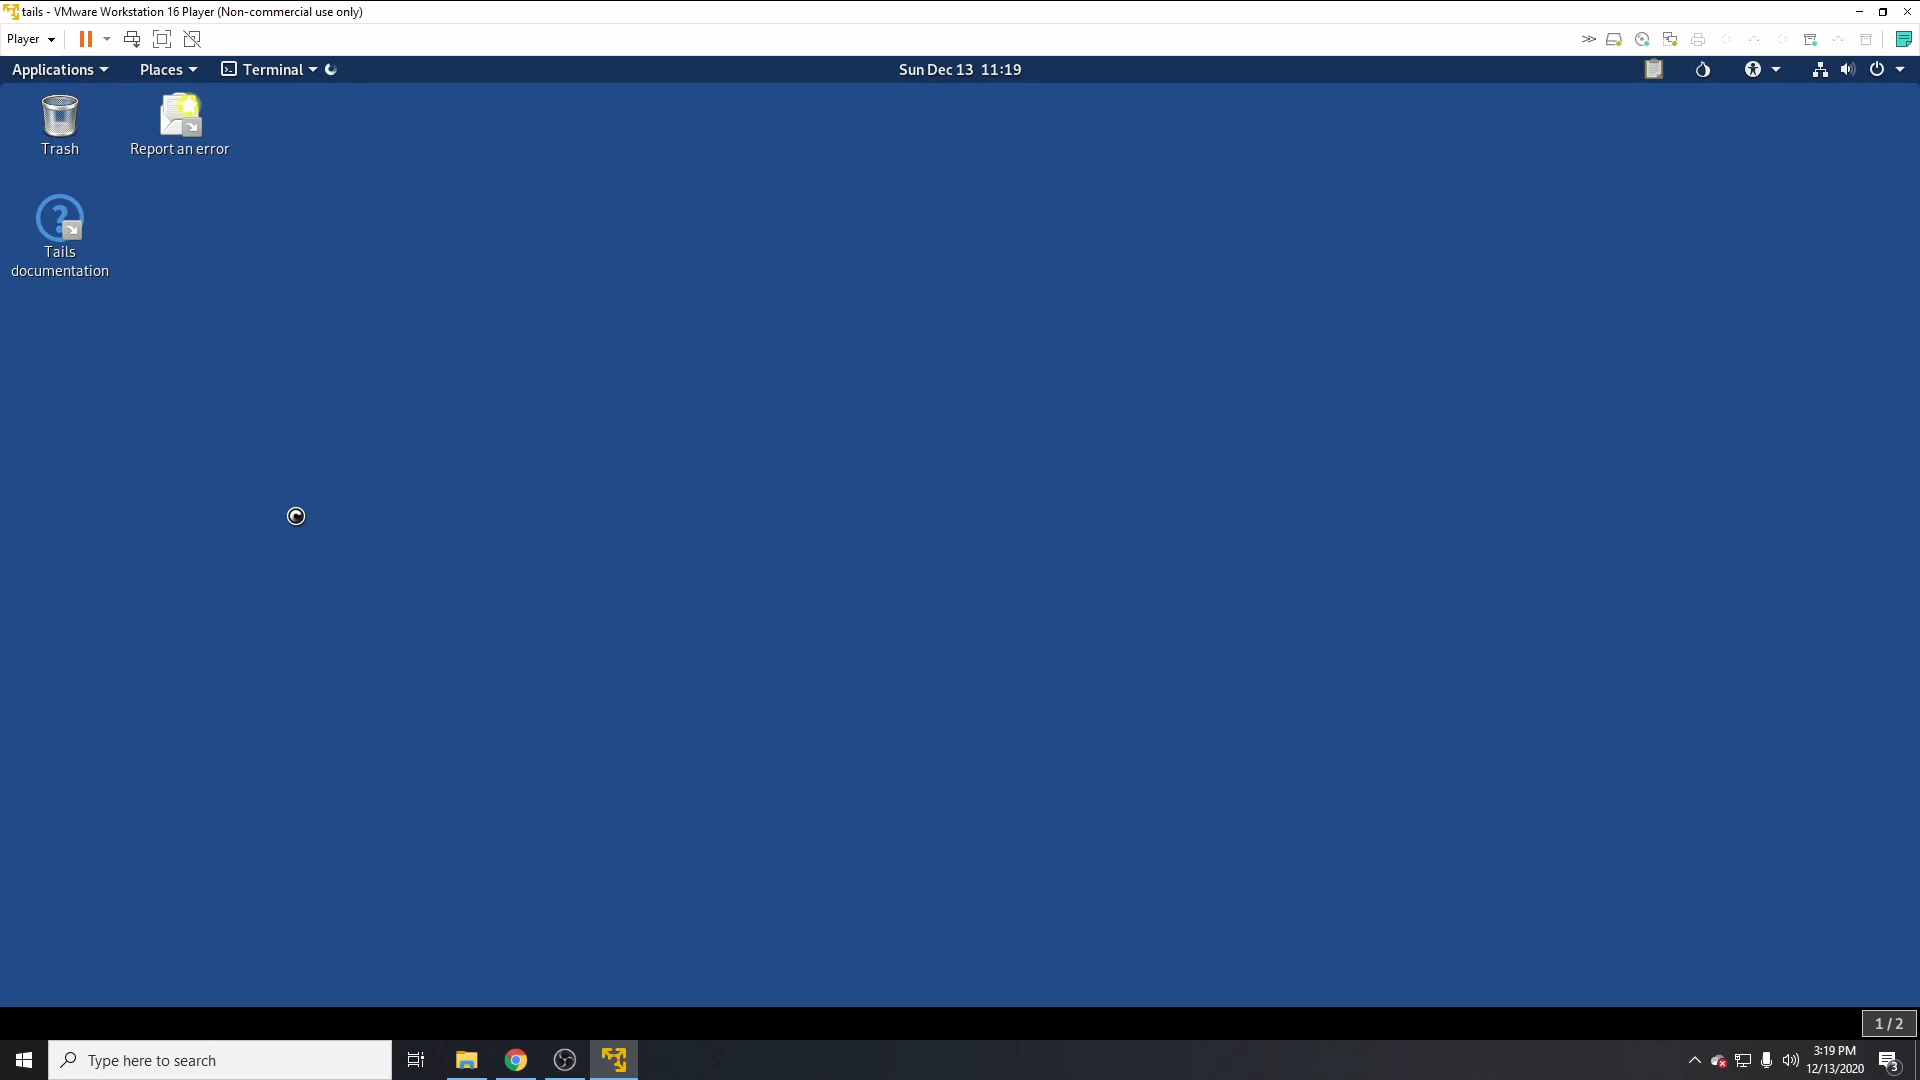 tails - VMware Workstation 16 Player (Non-commercial use only)
Player
Applications Places Terminal Sun Dec 13 11:19
Trash
Report an error
Tails
documentation
1 / 2
Type here to search
3:19 PM
12/13/2020
3